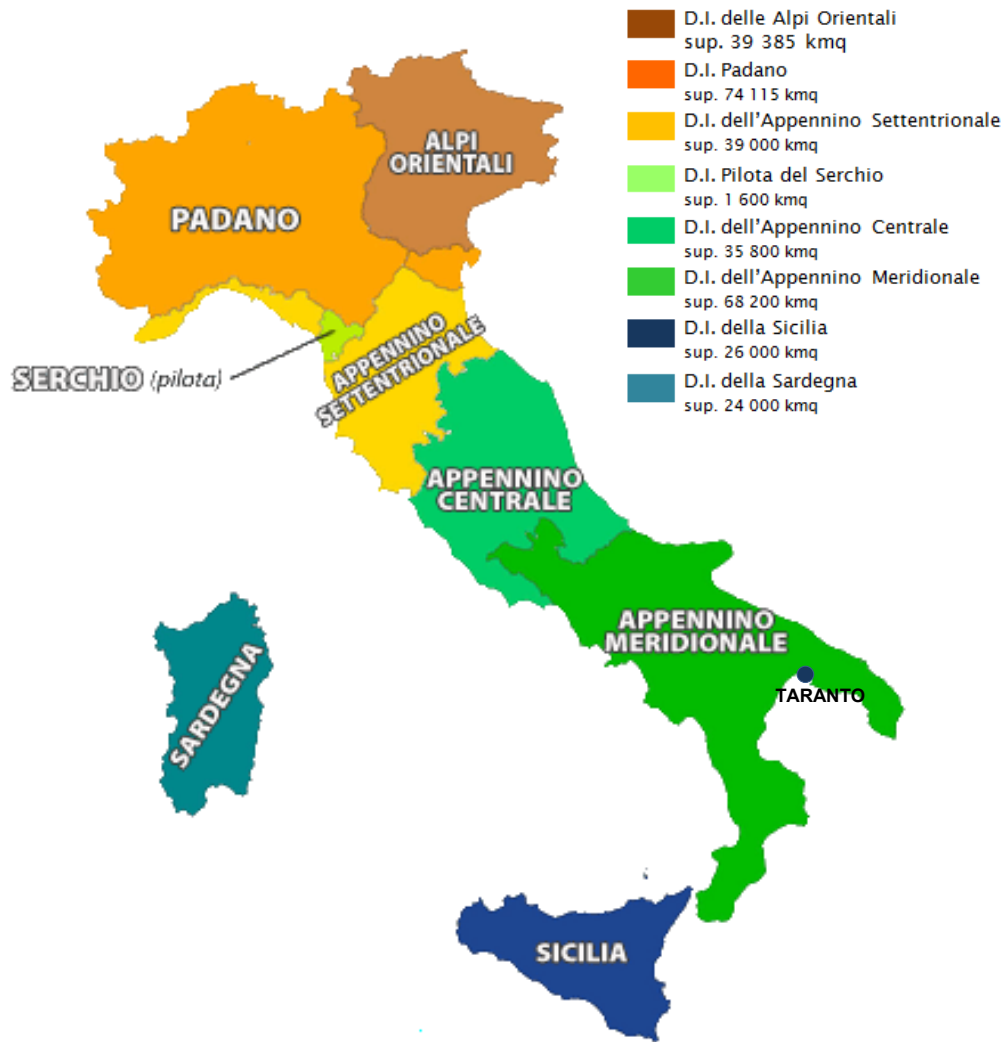 D.I. delle Alpi Orientali
sup. 39 385 kmq
D.I. Padano
sup. 74 115 kmq
D.I. dell'Appennino Settentrionale
sup. 39 000 kmq
D.I. Pilota del Serchio
sup. 1 600 kmq
D.I. dell'Appennino Centrale
sup. 35 800 kmq
D.I. dell'Appennino Meridionale
sup. 68 200 kmq
D.I. della Sicilia
sup. 26 000 kmq
D.I. della Sardegna
sup. 24 000 kmq
ALPI
ORIENTALI
PADANO
APPENNINO
SETTENTRIONALE
SERCHIO (pilota)
APPENNINO
CENTRALE
APPENNINO
MERIDIONALE
TARANTO
SARDEGNA
SICILIA